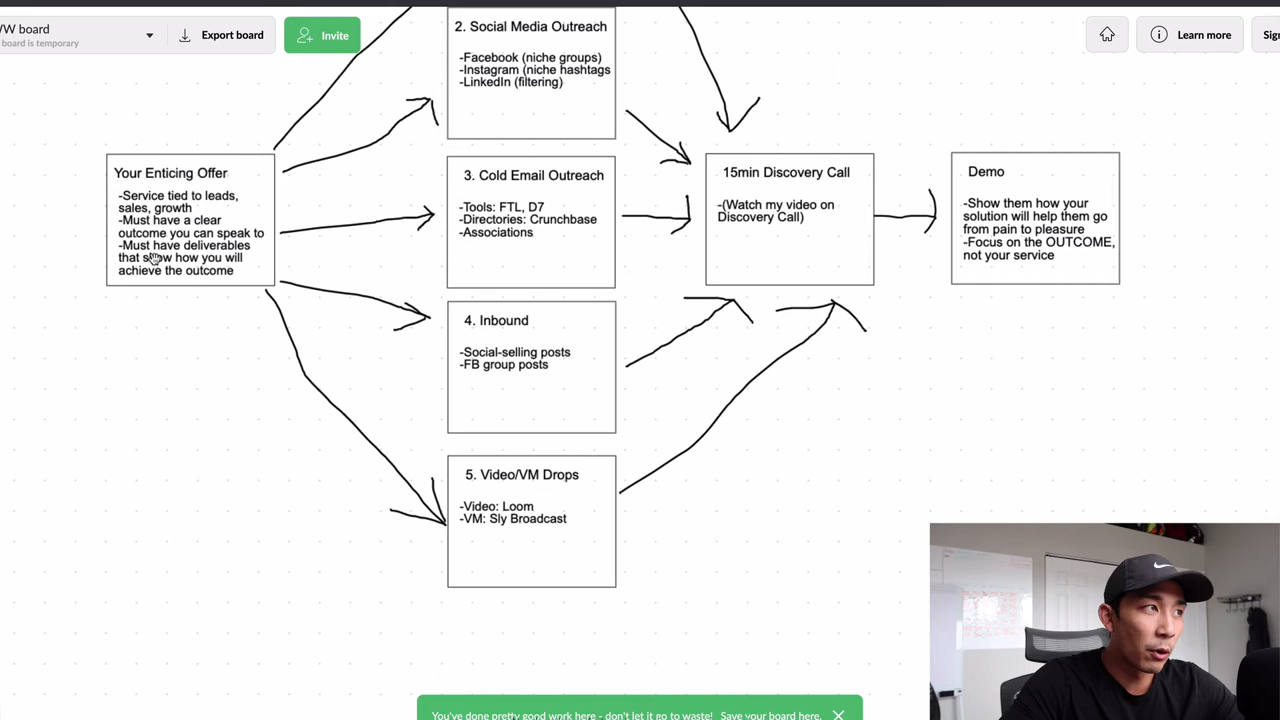 VW board
board is temporary
Export board
Invite
Learn more
Sign
2. Social Media Outreach
-Facebook (niche groups)
-Instagram (niche hashtags
-LinkedIn (filtering)
Your Enticing Offer
-Service tied to leads,
sales, growth
-Must have a clear
outcome you can speak to
-Must have deliverables
that show how you will
achieve the outcome
3. Cold Email Outreach
-Tools: FTL, D7
-Directories: Crunchbase
-Associations
15min Discovery Call
-(Watch my video on
Discovery Call)
Demo
-Show them how your
solution will help them go
from pain to pleasure
-Focus on the OUTCOME,
not your service
4. Inbound
-Social-selling posts
-FB group posts
5. Video/VM Drops
-Video: Loom
-VM: Sly Broadcast
You've done pretty good work here - don't let it go to waste! Save your board here.